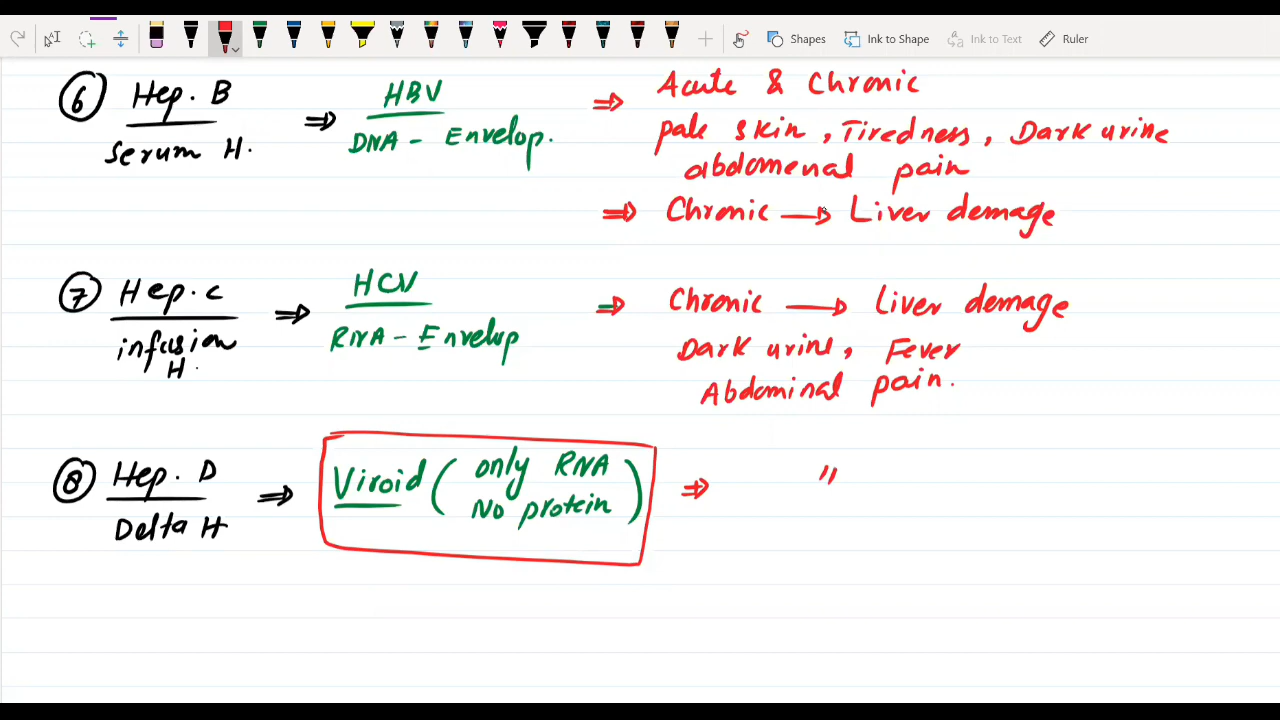 Shapes Ink to Shape Ink to Text Ruler
6 Hep. B ⇒ HBV ⇒ Acute & Chronic
Serum H. DNA - Envelop. pale skin, Tiredness, Dark urine
abdomenal pain
⇒ Chronic → Liver demage
7 Hep. C ⇒ HCV ⇒ Chronic → Liver demage
infusion H. RNA - Envelop Dark urine, Fever
Abdominal pain.
8 Hep. D ⇒ Viroid (only RNA No protein) ⇒ "
Delta H